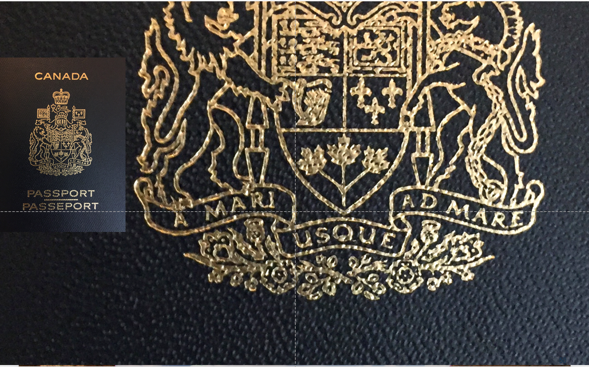 CANADA
PASSPORT
PASSEPORT
A MARI
USQUE
AD MARE